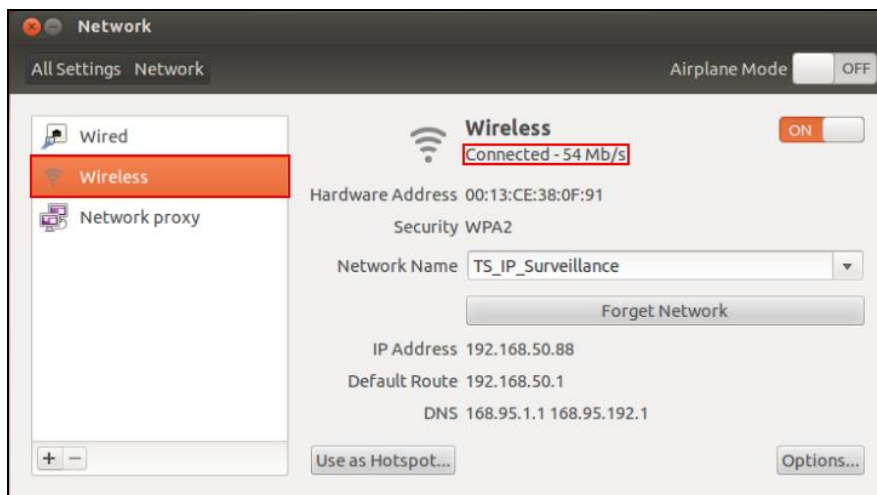 Network
All Settings Network
Airplane Mode OFF
Wired
Wireless
Network proxy
Wireless
ON
Connected - 54 Mb/s
Hardware Address 00:13:CE:38:0F:91
Security WPA2
Network Name TS_IP_Surveillance
Forget Network
IP Address 192.168.50.88
Default Route 192.168.50.1
DNS 168.95.1.1 168.95.192.1
+ −
Use as Hotspot...
Options...